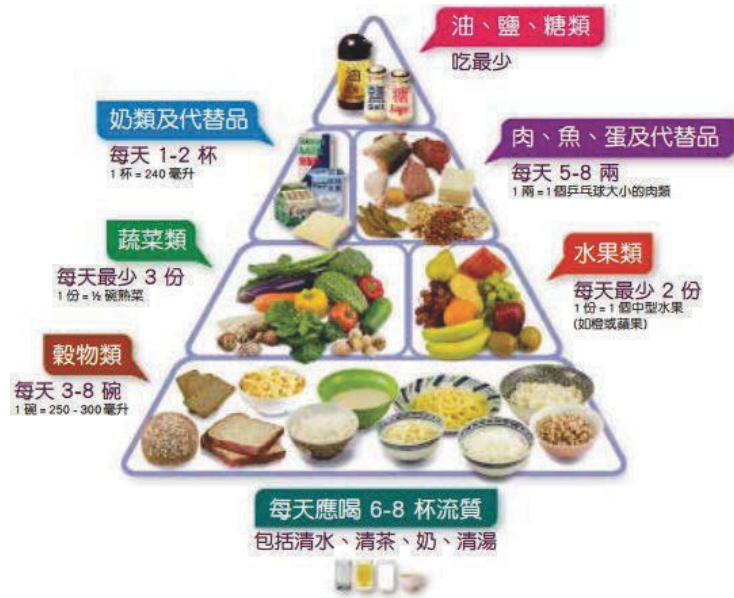 油、鹽、糖類
吃最少
油
鹽
糖
奶類及代替品
每天 1-2 杯
1 杯 = 240 毫升
肉、魚、蛋及代替品
每天 5-8 兩
1 兩 = 1 個乒乓球大小的肉類
蔬菜類
每天最少 3 份
1 份 = ½ 碗熟菜
水果類
每天最少 2 份
1 份 = 1 個中型水果
(如橙或蘋果)
穀物類
每天 3-8 碗
1 碗 = 250 - 300 毫升
每天應喝 6-8 杯流質
包括清水、清茶、奶、清湯